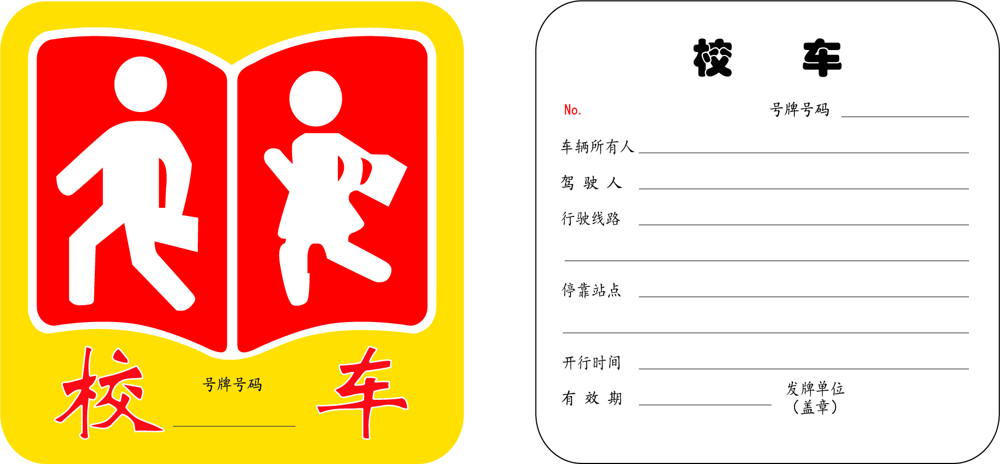 号牌号码
校 车
校 车
No. 号牌号码
车辆所有人
驾驶人
行驶线路
停靠站点
开行时间
有效期 发牌单位
（盖章）